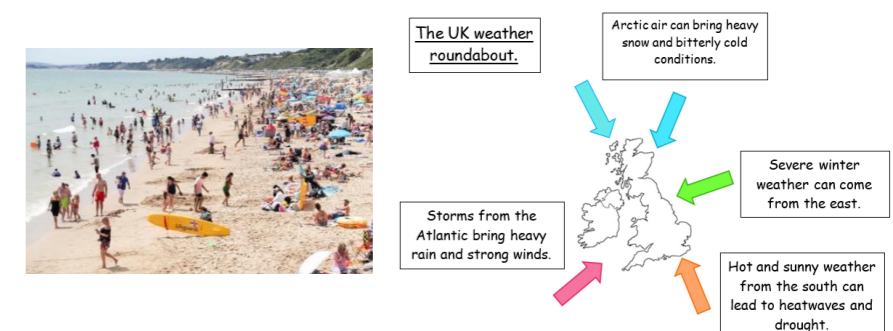 The UK weather
roundabout.
Arctic air can bring heavy
snow and bitterly cold
conditions.
Severe winter
weather can come
from the east.
Storms from the
Atlantic bring heavy
rain and strong winds.
Hot and sunny weather
from the south can
lead to heatwaves and
drought.